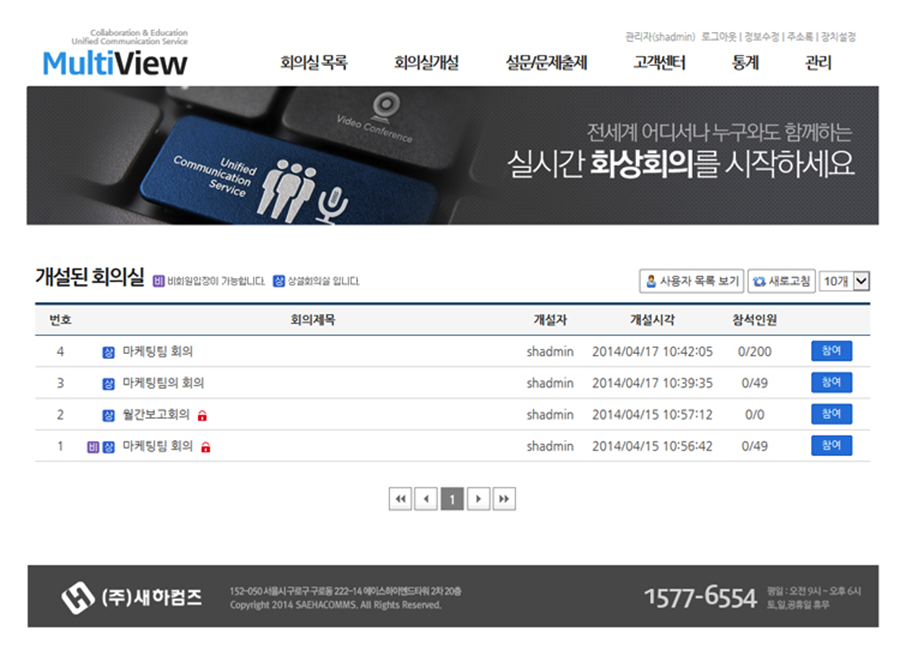 Collaboration & Education
Unified Communication Service
MultiView
관리자(shadmin) 로그아웃 | 정보수정 | 주소록 | 장치설정
회의실 목록 회의실개설 설문/문제출제 고객센터 통계 관리
Video Conference
Unified
Communication
Service
전세계 어디서나 누구와도 함께하는
실시간 화상회의를 시작하세요
개설된 회의실 비 비회원입장이 가능합니다. 상 상설회의실 입니다.
사용자 목록 보기 새로고침 10개
번호 회의제목 개설자 개설시각 참석인원
4 상 마케팅팀 회의 shadmin 2014/04/17 10:42:05 0/200 참여
3 상 마케팅팀의 회의 shadmin 2014/04/17 10:39:35 0/49 참여
2 상 월간보고회의 shadmin 2014/04/15 10:57:12 0/0 참여
1 비 상 마케팅팀 회의 shadmin 2014/04/15 10:56:42 0/49 참여
1
(주)새하컴즈
152-050 서울시 구로구 구로동 222-14 에이스하이엔드타워 2차 20층
Copyright 2014 SAEHACOMMS. All Rights Reserved.
1577-6554
평일 : 오전 9시 - 오후 6시
토,일,공휴일 휴무